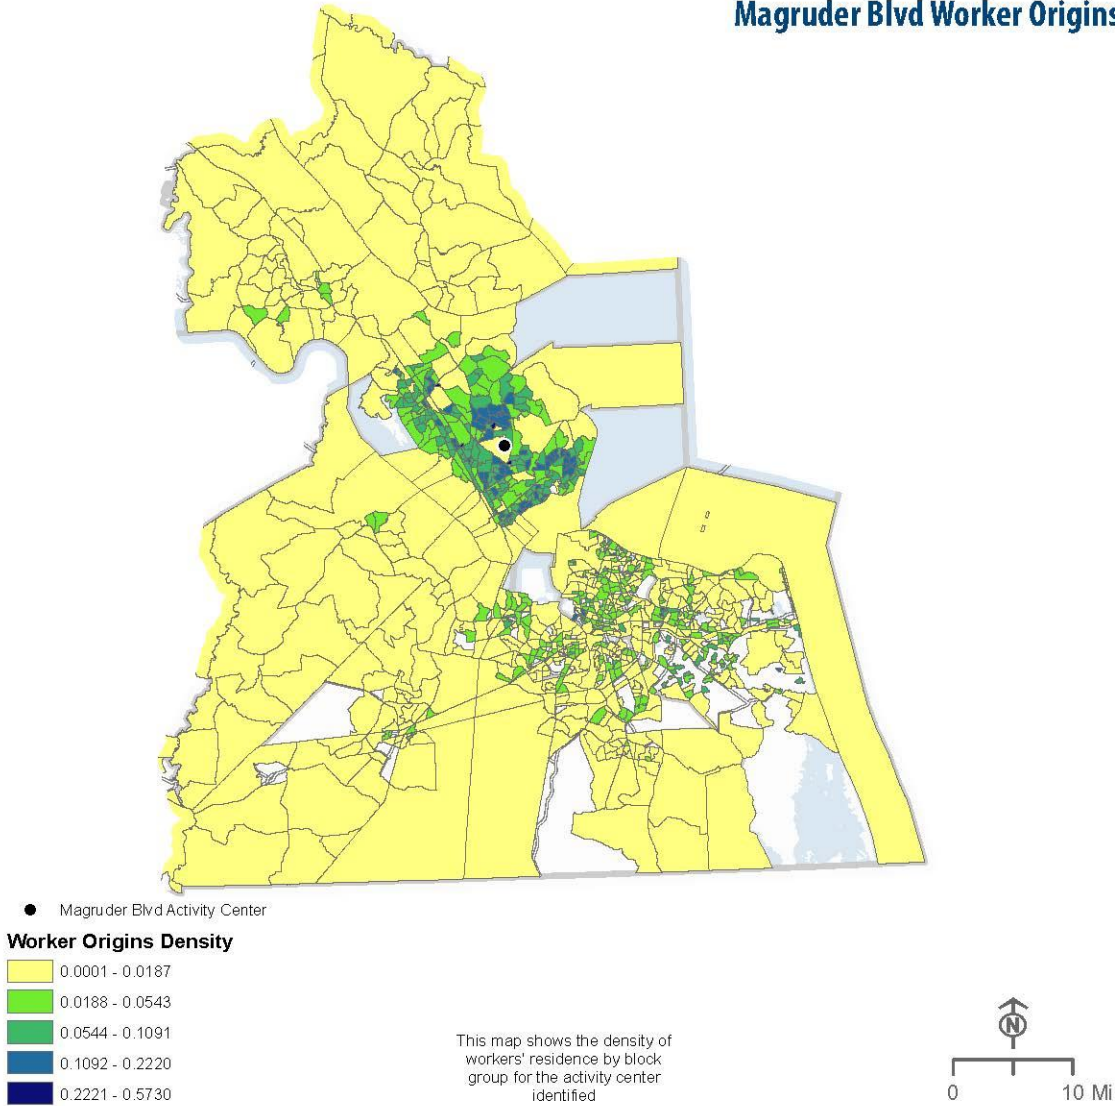 Magruder Blvd Worker Origins
Magruder Blvd Activity Center
Worker Origins Density
0.0001 - 0.0187
0.0188 - 0.0543
0.0544 - 0.1091
0.1092 - 0.2220
0.2221 - 0.5730
This map shows the density of
workers' residence by block
group for the activity center
identified
N
0 10 Mi